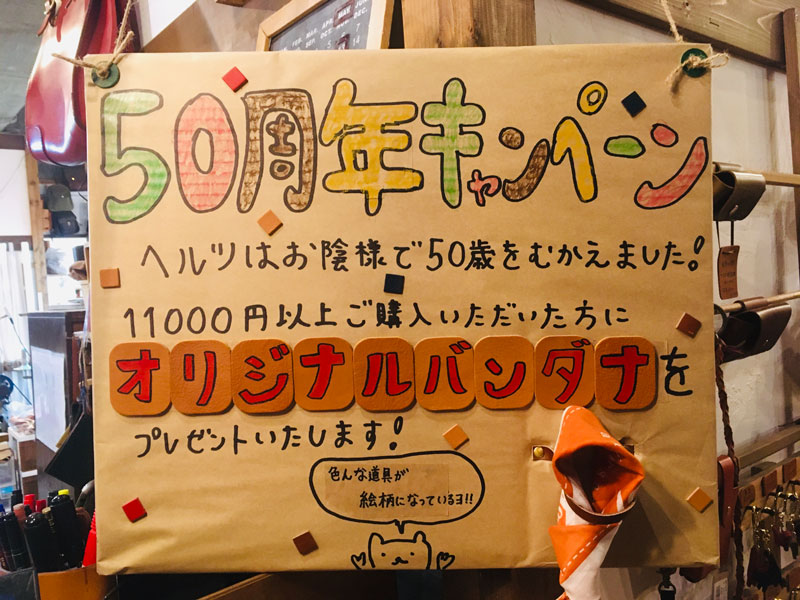 50周年キャンペーン
ヘルツはお陰様で50歳をむかえました!
11000円以上ご購入いただいた方に
オリジナルバンダナを
プレゼントいたします!
色んな道具が
絵柄になっているヨ!!